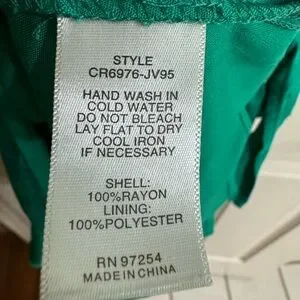 STYLE
CR6976-JV95
HAND WASH IN
COLD WATER
DO NOT BLEACH
LAY FLAT TO DRY
COOL IRON
IF NECESSARY
SHELL:
100%RAYON
LINING:
100%POLYESTER
RN 97254
MADE IN CHINA